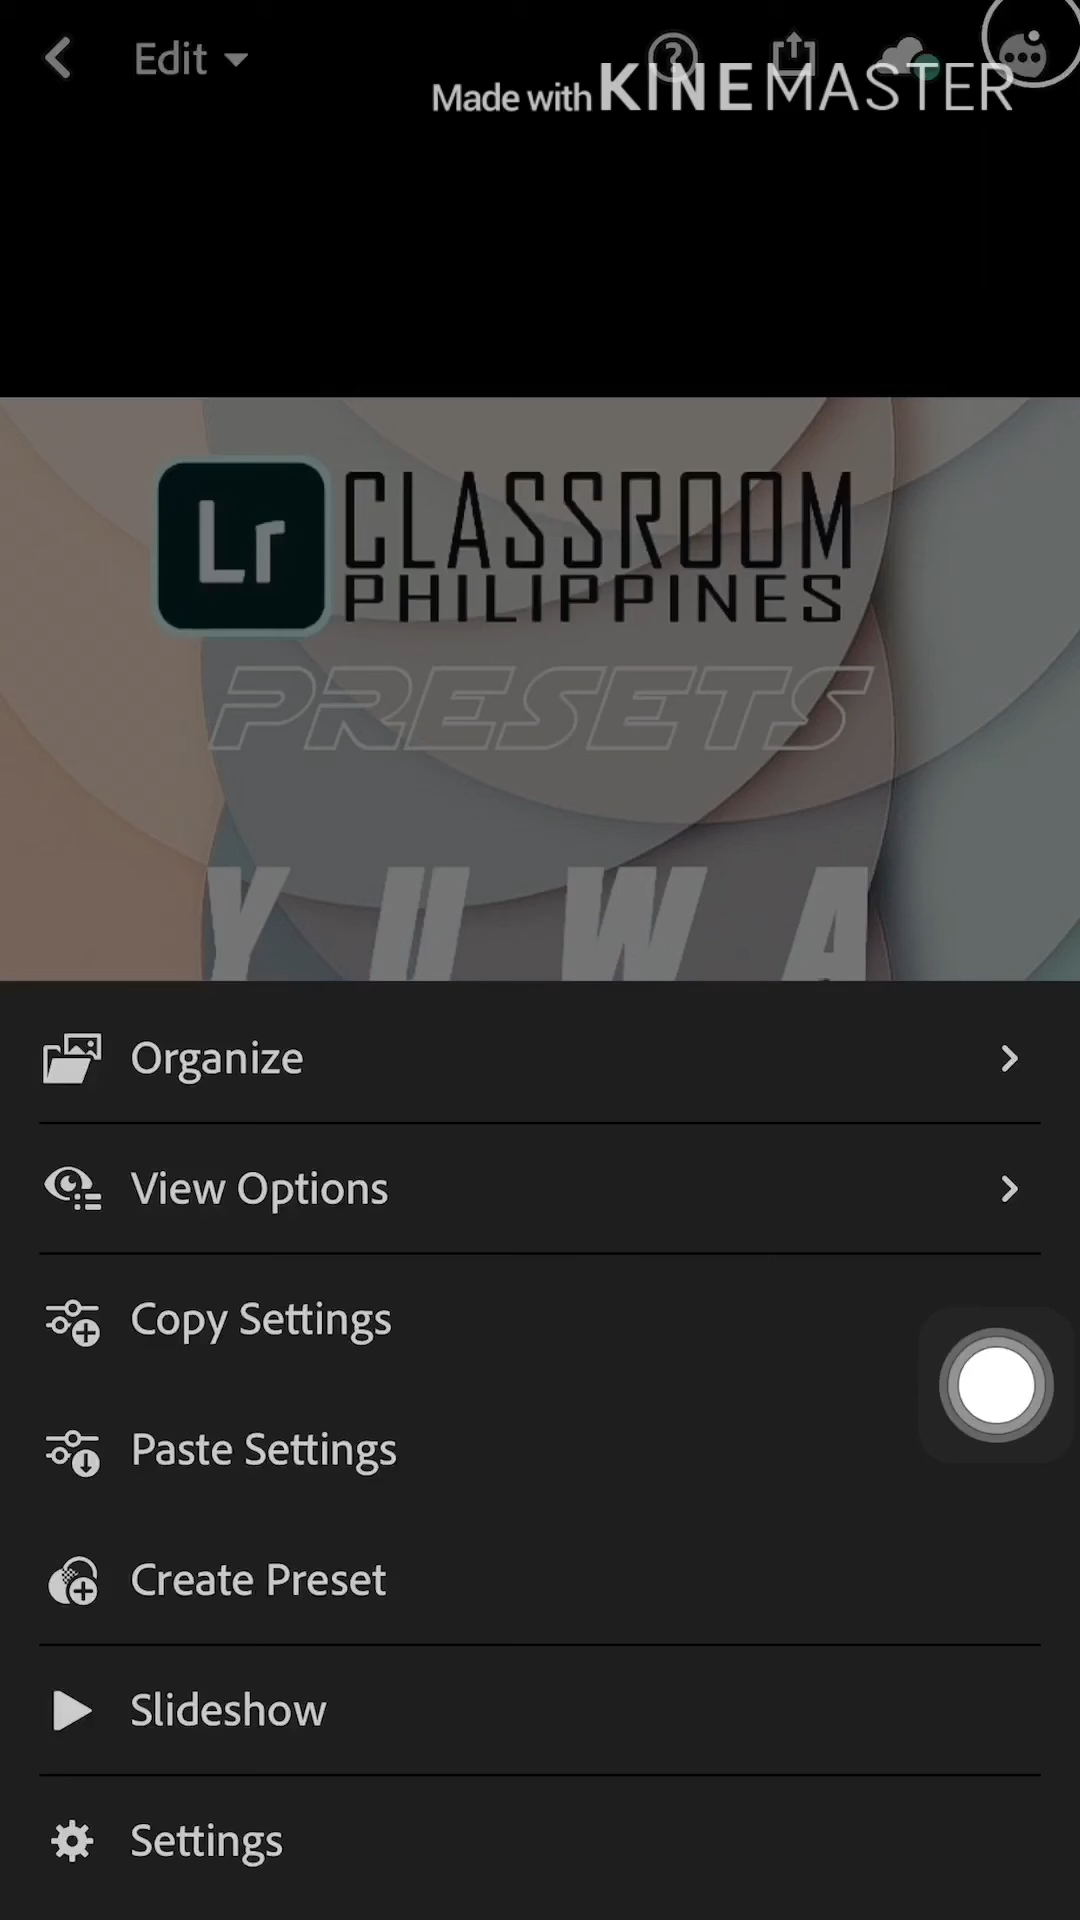 Edit
Made with KINEMASTER
Lr
CLASSROOM
PHILIPPINES
PRESETS
YUWA
Organize
View Options
Copy Settings
Paste Settings
Create Preset
Slideshow
Settings